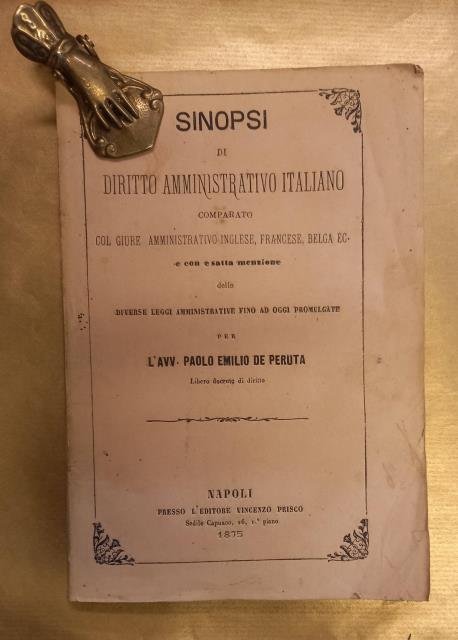 SINOPSI
DI
DIRITTO AMMINISTRATIVO ITALIANO
COMPARATO
COL GIURE AMMINISTRATIVO INGLESE, FRANCESE, BELGA EC.
e con esatta menzione
delle
DIVERSE LEGGI AMMINISTRATIVE FINO AD OGGI PROMULGATE
PER
L'AVV. PAOLO EMILIO DE PERUTA
Libero docente di diritto
NAPOLI
PRESSO L'EDITORE VINCENZO PRISCO
Sedile Capuano, 16, 1.° piano
1875